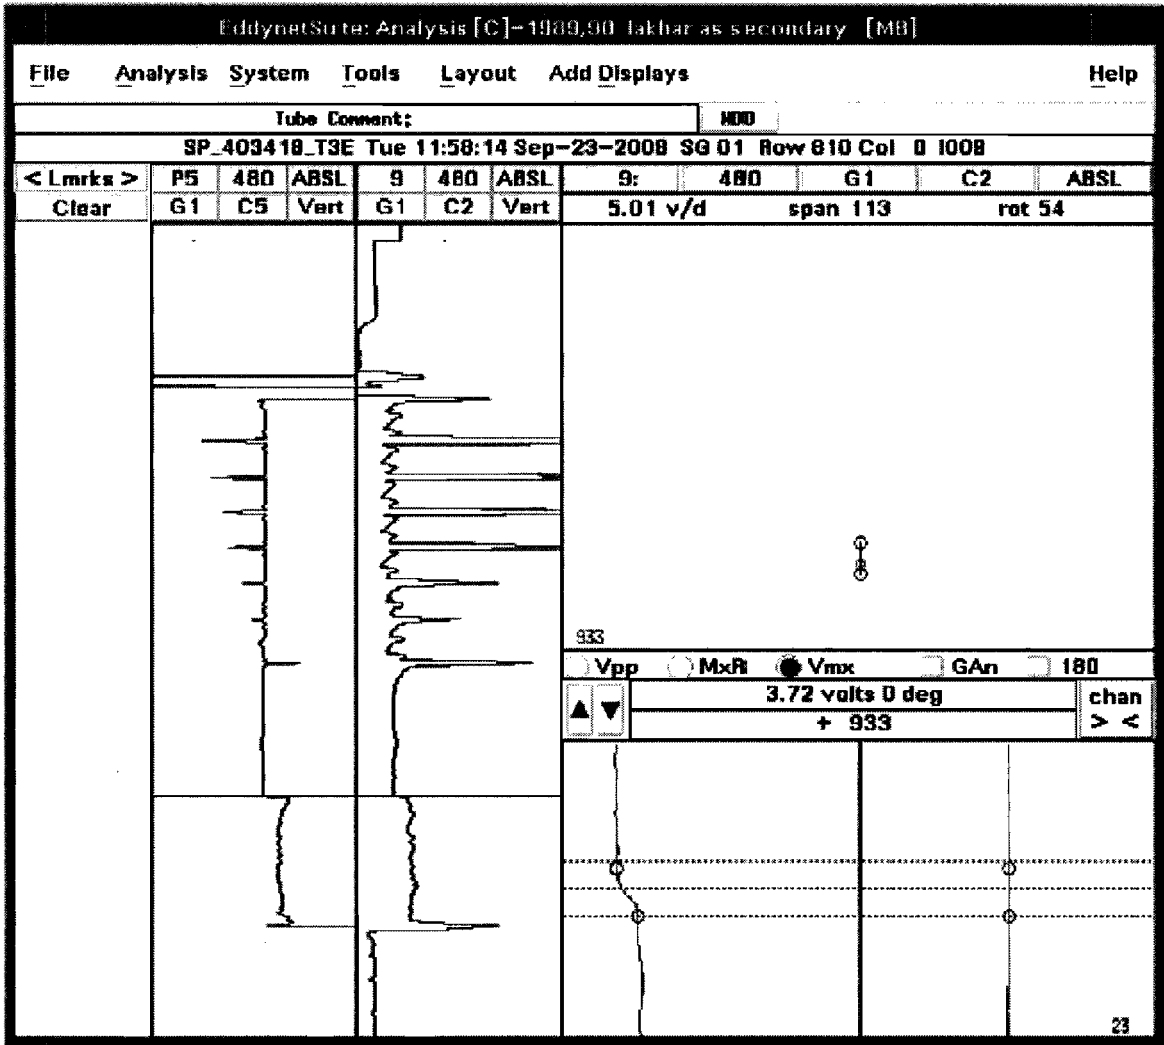 EddynetSuite: Analysis [C]-1989,90 lakhar as secondary [MB]
File Analysis System Tools Layout Add Displays Help
Tube Comment:
SP_403418_T3E Tue 11:58:14 Sep-23-2008 SG 01 Row 810 Col 0 I008
< Lmrks > P5 480 ABSL 9 480 ABSL 9: 480 G1 C2 ABSL
Clear G1 C5 Vert G1 C2 Vert 5.01 v/d span 113 rot 54
933
Vpp MxR Vmx GAn 180
3.72 volts 0 deg chan
+ 933 > <
23